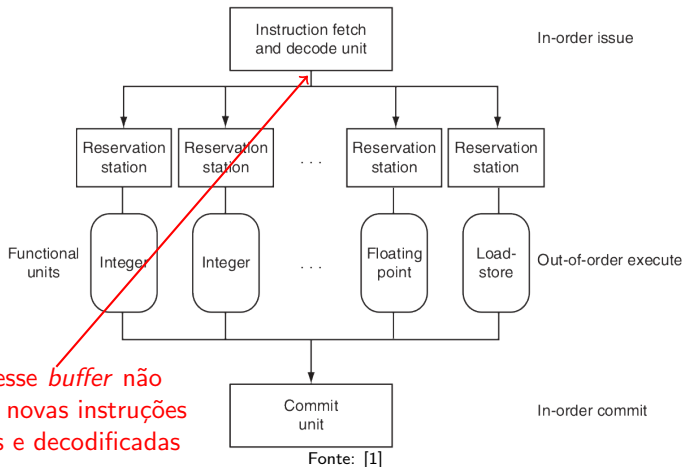 Instruction fetch
and decode unit
In-order issue
Reservation
station
Reservation
station
. . .
Reservation
station
Reservation
station
Functional
units
Integer
Integer
. . .
Floating
point
Load-
store
Out-of-order execute
esse buffer não
novas instruções
e decodificadas
Commit
unit
In-order commit
Fonte: [1]